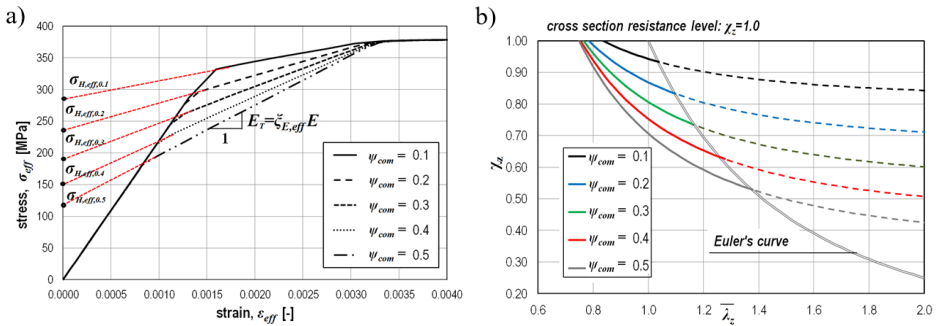 a)
400
350
300
250
200
150
100
50
0
stress, σeff [MPa]
σH,eff,0.1
σH,eff,0.2
σH,eff,0.3
σH,eff,0.4
σH,eff,0.5
ET=ξE,effE
1
ψcom = 0.1
ψcom = 0.2
ψcom = 0.3
ψcom = 0.4
ψcom = 0.5
0.0000 0.0005 0.0010 0.0015 0.0020 0.0025 0.0030 0.0035 0.0040
strain, εeff [-]
b)
cross section resistance level: χz=1.0
1.00
0.90
0.80
0.70
0.60
0.50
0.40
0.30
0.20
χz
ψcom = 0.1
ψcom = 0.2
ψcom = 0.3
ψcom = 0.4
ψcom = 0.5
Euler's curve
0.6 0.8 1.0 1.2 1.4 1.6 1.8 2.0
λ̅z